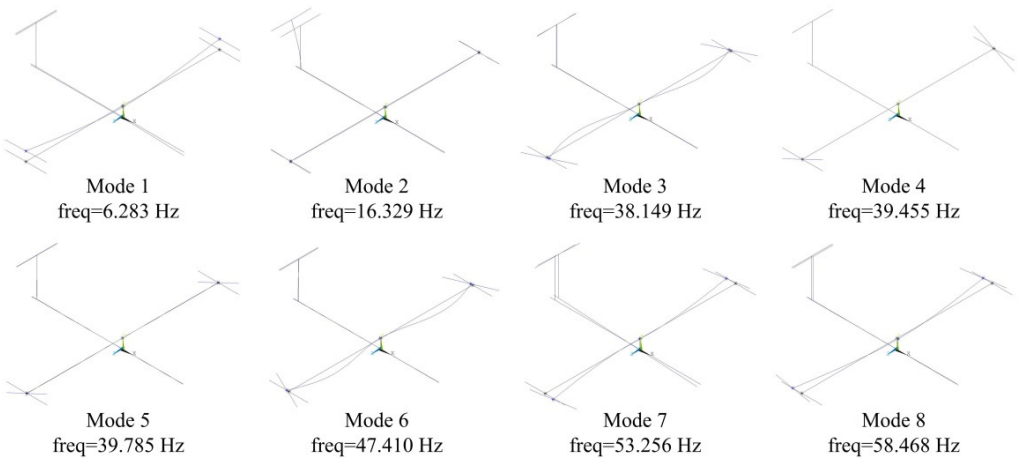 Mode 1
freq=6.283 Hz
Mode 2
freq=16.329 Hz
Mode 3
freq=38.149 Hz
Mode 4
freq=39.455 Hz
Mode 5
freq=39.785 Hz
Mode 6
freq=47.410 Hz
Mode 7
freq=53.256 Hz
Mode 8
freq=58.468 Hz